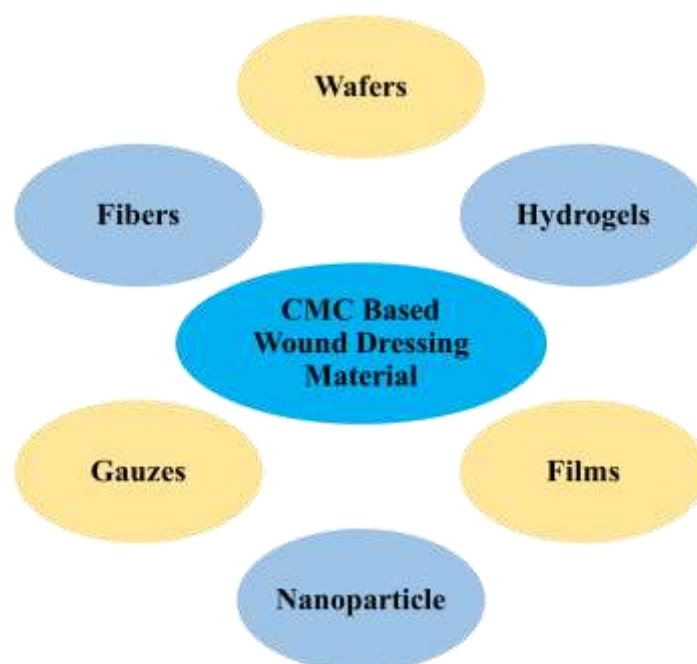 Wafers
Fibers
Hydrogels
CMC Based
Wound Dressing
Material
Gauzes
Films
Nanoparticle